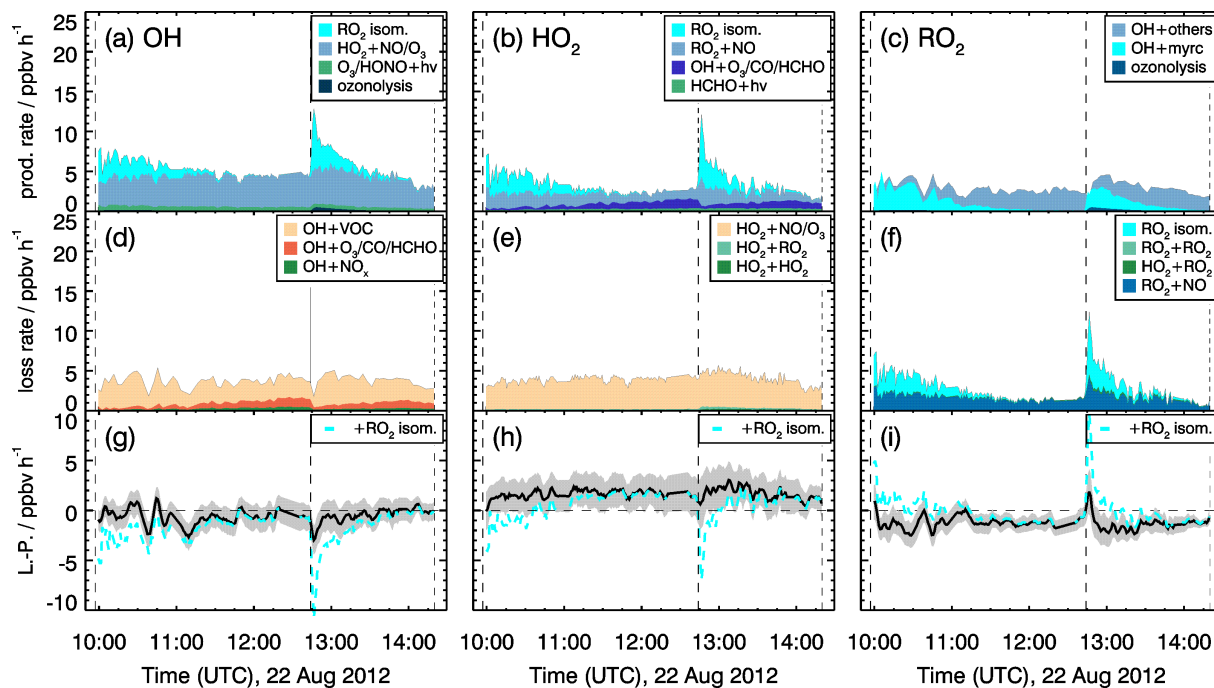 (a) OH
RO2 isom.
HO2+NO/O3
O3/HONO+hv
ozonolysis
(b) HO2
RO2 isom.
RO2+NO
OH+O3/CO/HCHO
HCHO+hv
(c) RO2
OH+others
OH+myrc
ozonolysis
prod. rate / ppbv h-1
25
20
15
10
5
0
(d)
OH+VOC
OH+O3/CO/HCHO
OH+NOx
(e)
HO2+NO/O3
HO2+RO2
HO2+HO2
(f)
RO2 isom.
RO2+RO2
HO2+RO2
RO2+NO
loss rate / ppbv h-1
25
20
15
10
5
0
(g)
+RO2 isom.
(h)
+RO2 isom.
(i)
+RO2 isom.
L.-P. / ppbv h-1
10
5
0
-5
-10
10:00 11:00 12:00 13:00 14:00
10:00 11:00 12:00 13:00 14:00
10:00 11:00 12:00 13:00 14:00
Time (UTC), 22 Aug 2012
Time (UTC), 22 Aug 2012
Time (UTC), 22 Aug 2012